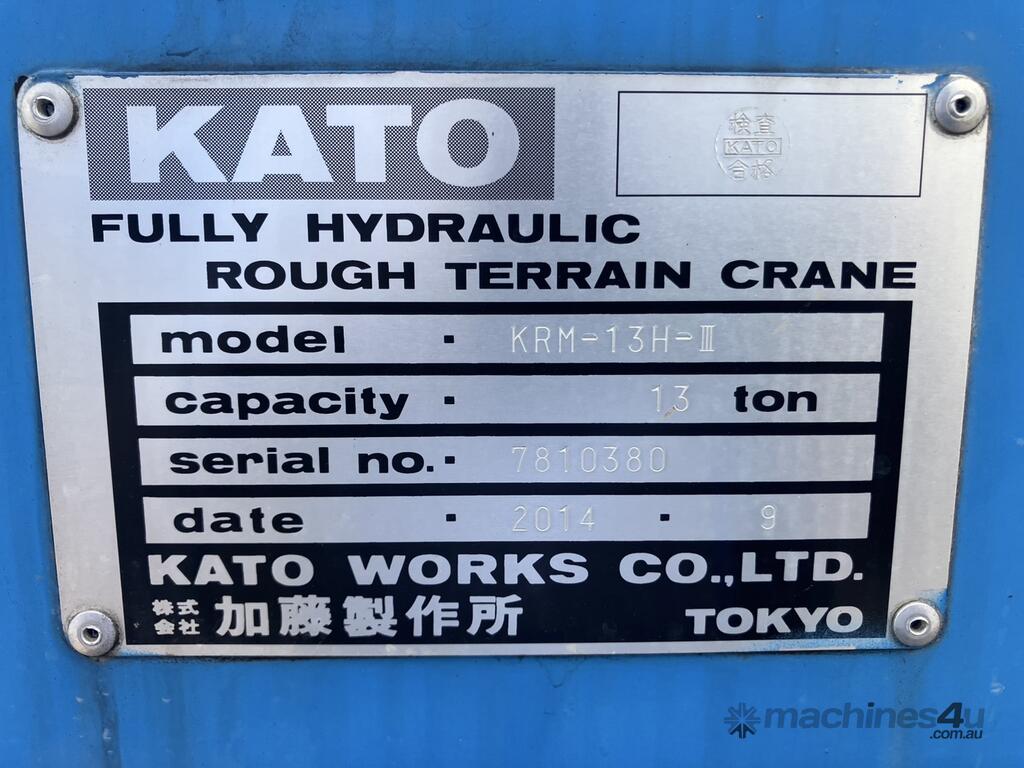 KATO
検査
KATO
合格
FULLY HYDRAULIC
ROUGH TERRAIN CRANE
model · KRM-13H-Ⅲ
capacity · 13 ton
serial no. · 7810380
date · 2014 · 9
KATO WORKS CO.,LTD.
株式会社 加藤製作所 TOKYO
machines4u
.com.au